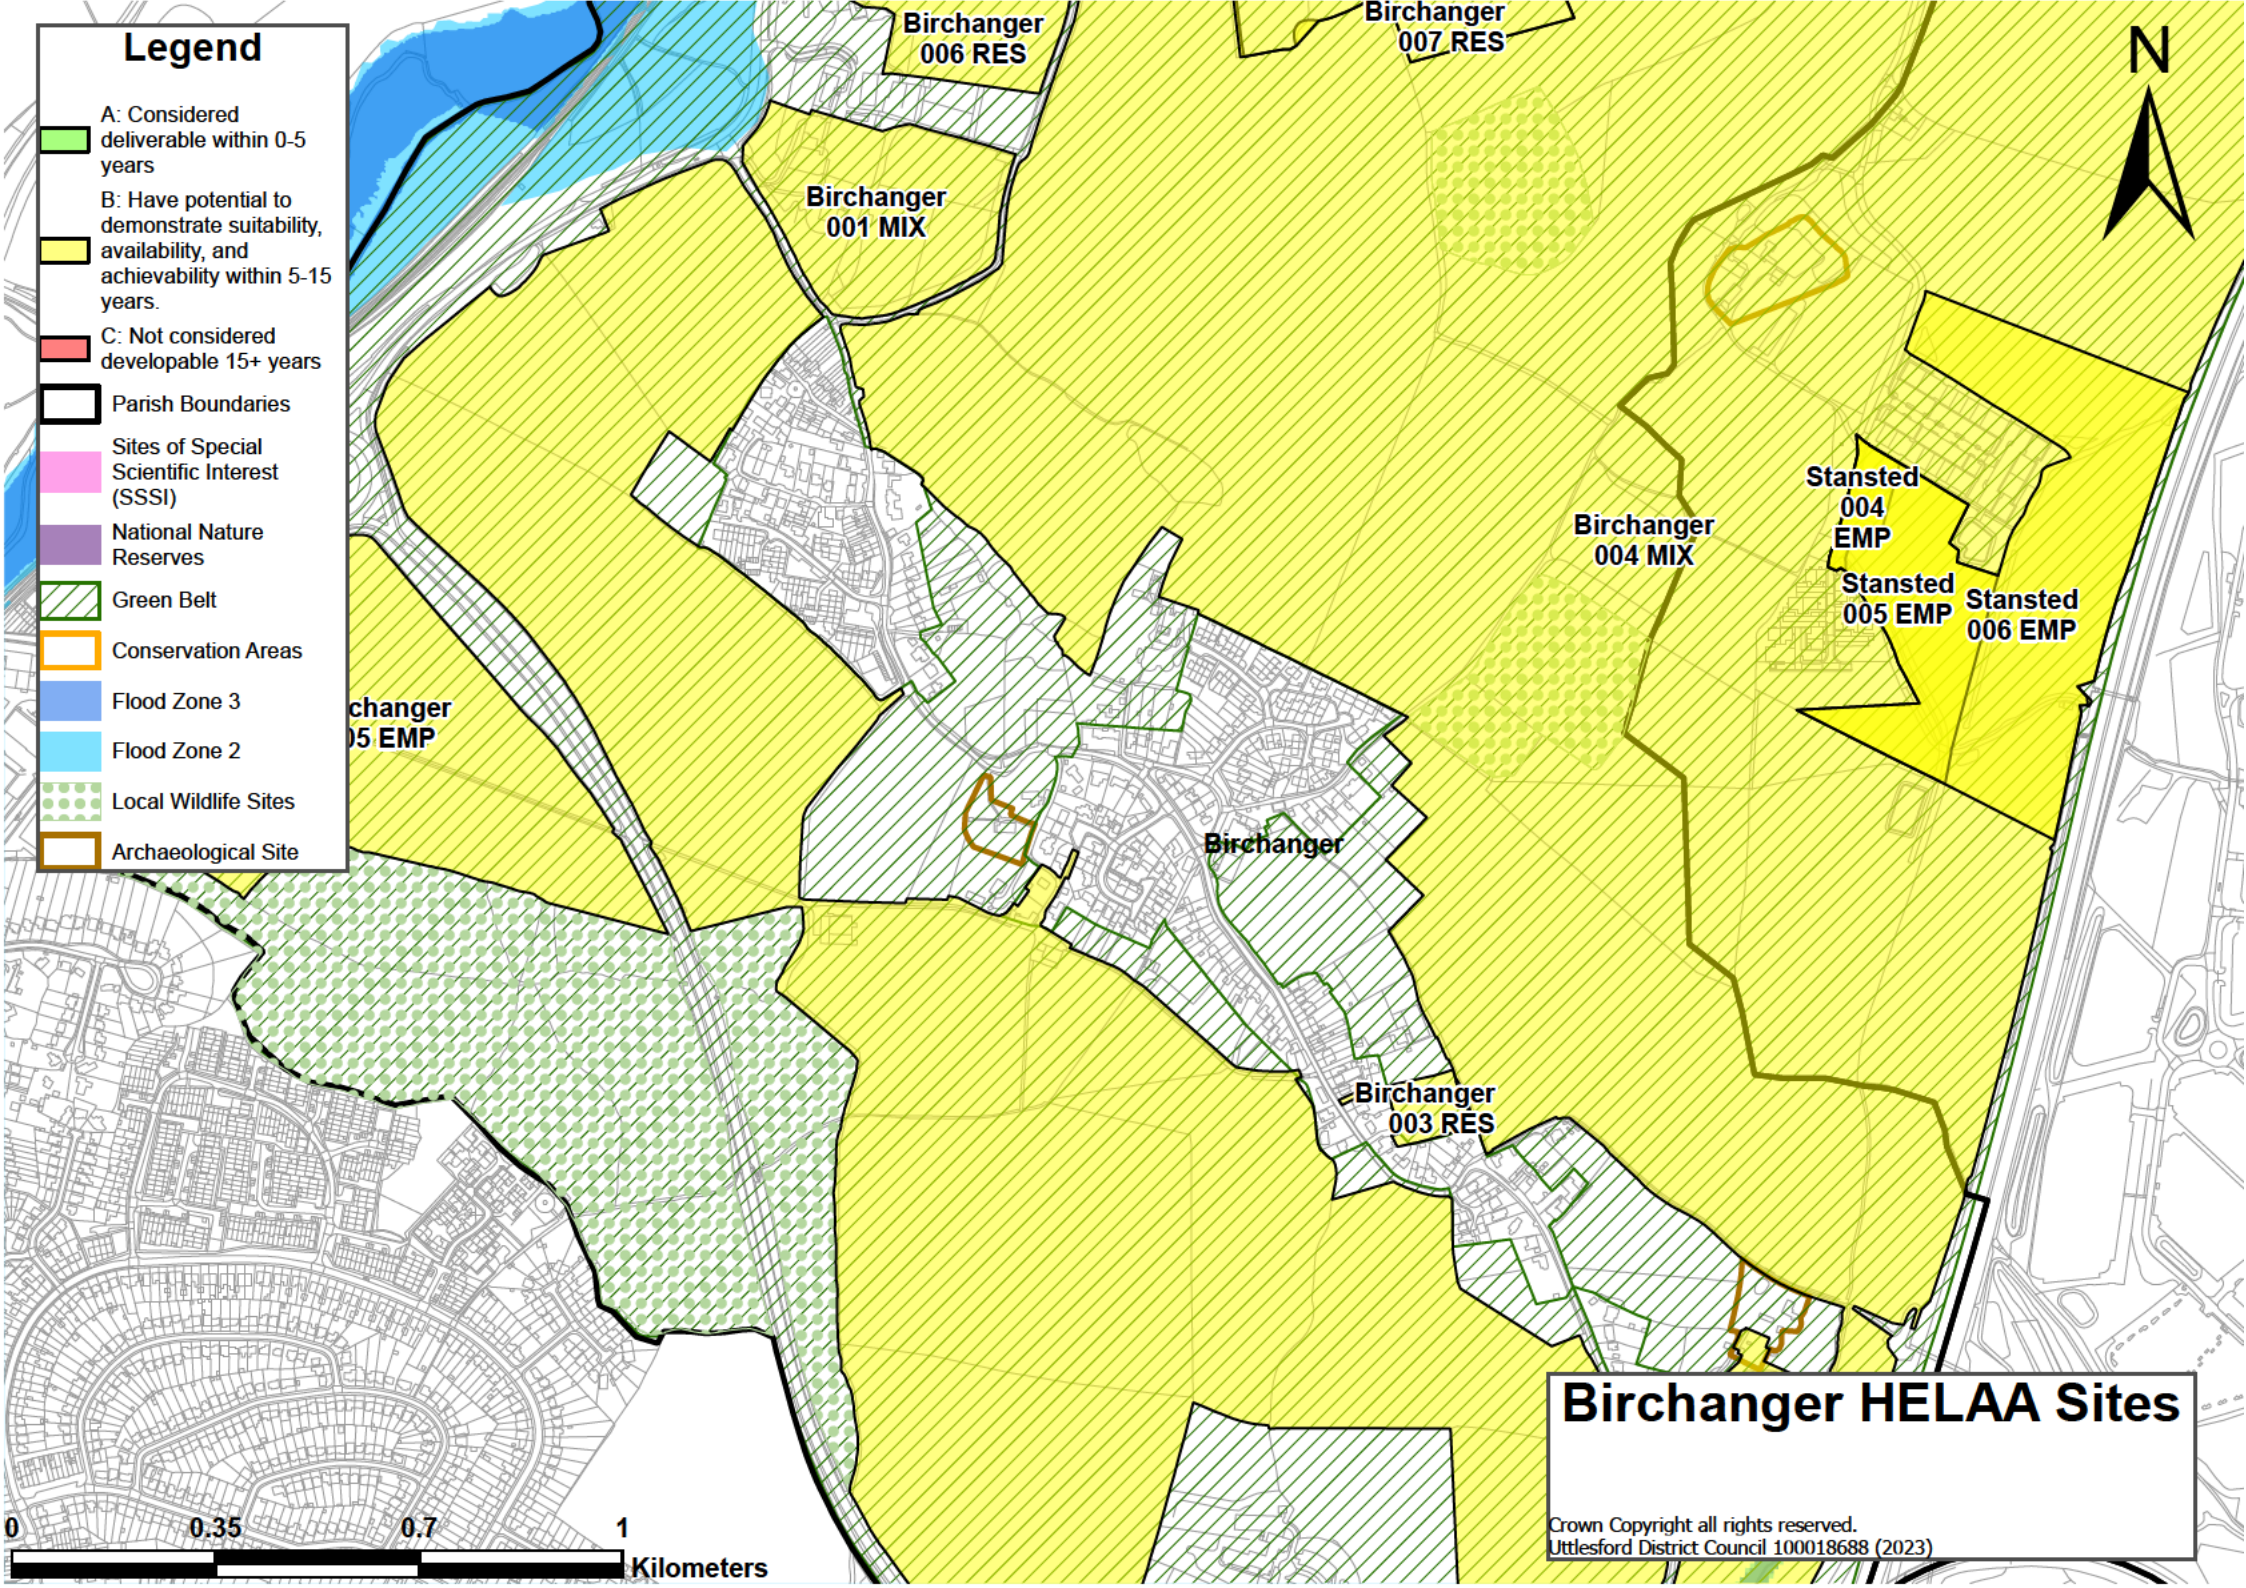 Legend
A: Considered
deliverable within 0-5
years
B: Have potential to
demonstrate suitability,
availability, and
achievability within 5-15
years.
C: Not considered
developable 15+ years
Parish Boundaries
Sites of Special
Scientific Interest
(SSSI)
National Nature
Reserves
Green Belt
Conservation Areas
Flood Zone 3
Flood Zone 2
Local Wildlife Sites
Archaeological Site
Birchanger
006 RES
Birchanger
007 RES
N
Birchanger
001 MIX
Stansted
004
EMP
Birchanger
004 MIX
Stansted
005 EMP
Stansted
006 EMP
changer
05 EMP
Birchanger
Birchanger
003 RES
Birchanger HELAA Sites
Crown Copyright all rights reserved.
Uttlesford District Council 100018688 (2023)
0 0.35 0.7 1
Kilometers